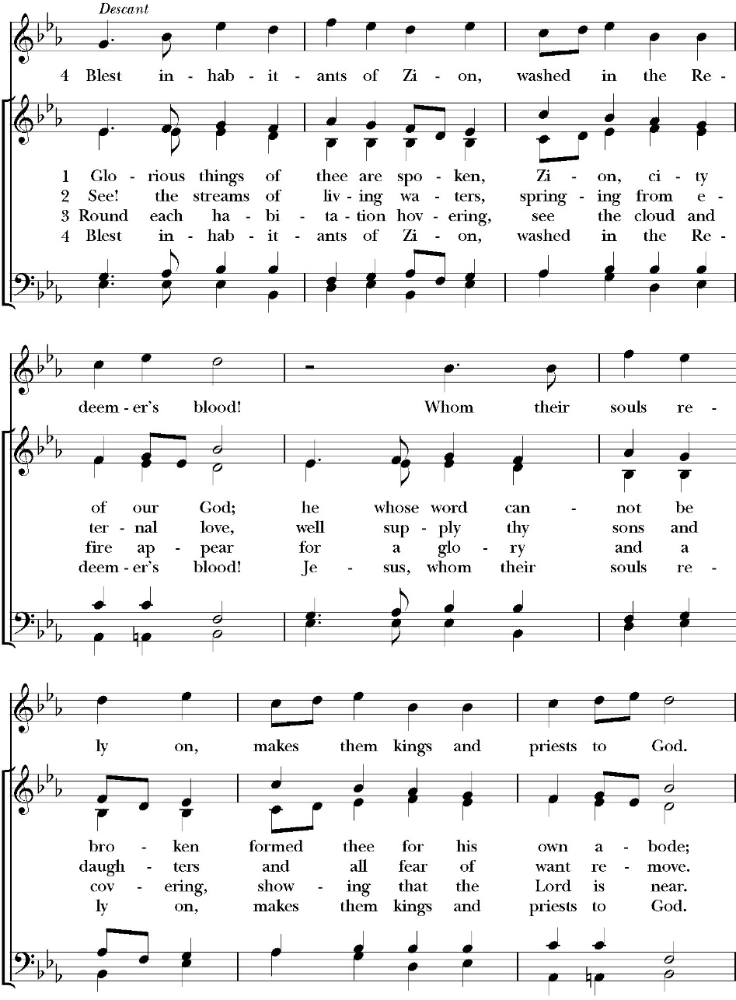 Descant
4 Blest in - hab - it - ants of Zi - on, washed in the Re -
1 Glo - rious things of thee are spo - ken, Zi - on, ci - ty
2 See! the streams of liv - ing wa - ters, spring - ing from e -
3 Round each ha - bi - ta - tion hov - ering, see the cloud and
4 Blest in - hab - it - ants of Zi - on, washed in the Re -
deem - er's blood! Whom their souls re -
of our God; he whose word can - not be
ter - nal love, well sup - ply thy sons and
fire ap - pear for a glo - ry and a
deem - er's blood! Je - sus, whom their souls re -
ly on, makes them kings and priests to God.
bro - ken formed thee for his own a - bode;
daugh - ters and all fear of want re - move.
cov - ering, show - ing that the Lord is near.
ly on, makes them kings and priests to God.